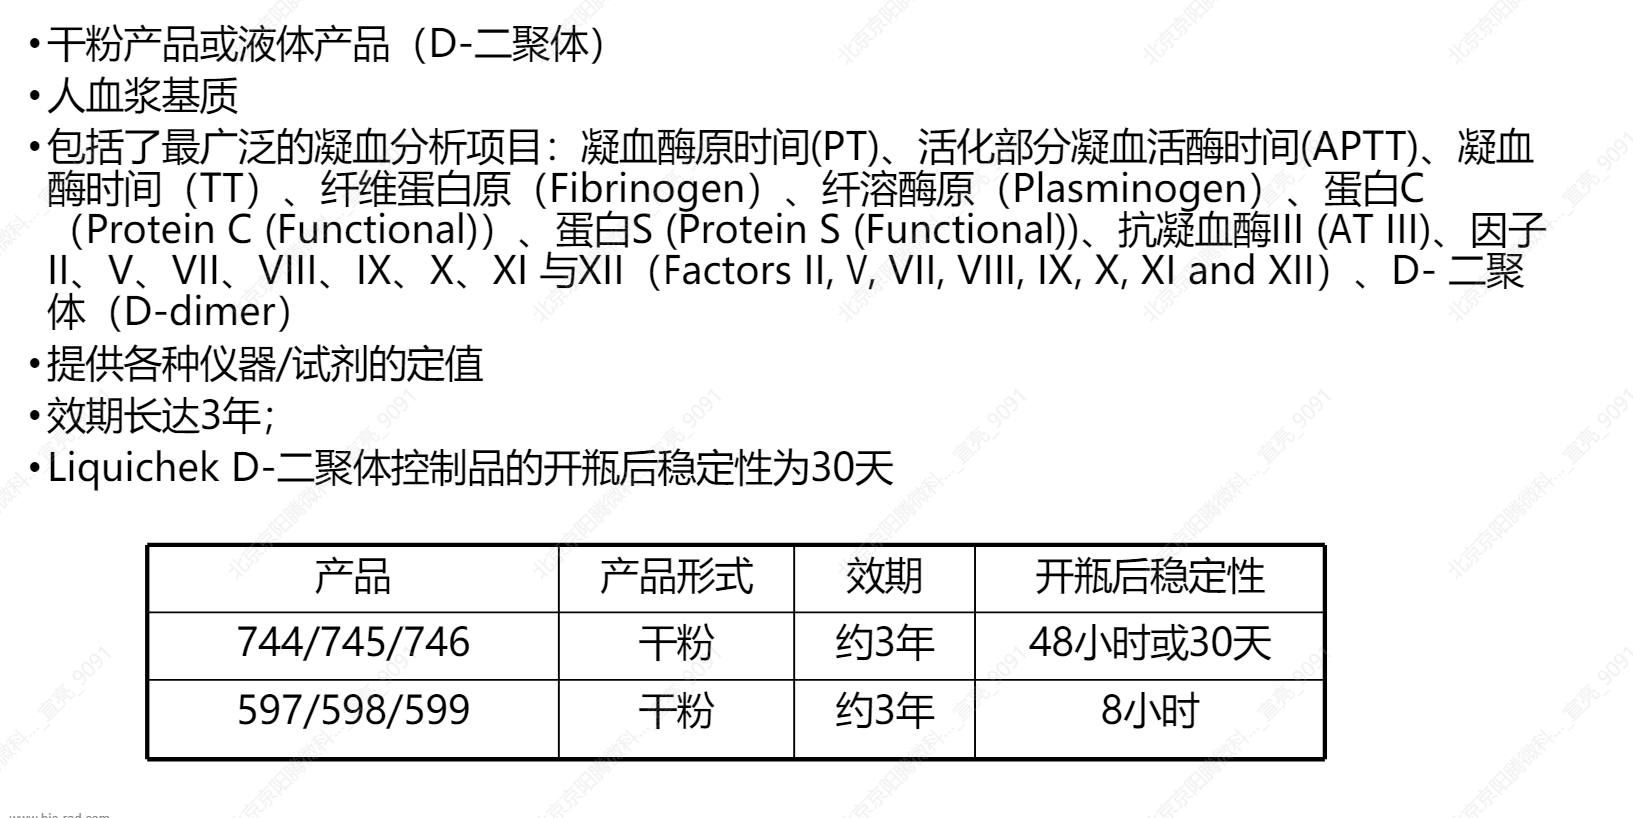 •干粉产品或液体产品（D-二聚体）
•人血浆基质
•包括了最广泛的凝血分析项目：凝血酶原时间(PT)、活化部分凝血活酶时间(APTT)、凝血
酶时间（TT）、纤维蛋白原（Fibrinogen）、纤溶酶原（Plasminogen）、蛋白C
（Protein C (Functional)）、蛋白S (Protein S (Functional))、抗凝血酶III (AT III)、因子
II、V、VII、VIII、IX、X、XI 与XII（Factors II, V, VII, VIII, IX, X, XI and XII）、D- 二聚
体（D-dimer）
•提供各种仪器/试剂的定值
•效期长达3年；
•Liquichek D-二聚体控制品的开瓶后稳定性为30天
产品 产品形式 效期 开瓶后稳定性
744/745/746 干粉 约3年 48小时或30天
597/598/599 干粉 约3年 8小时
北京京阳腾微科..._宣亮_9091